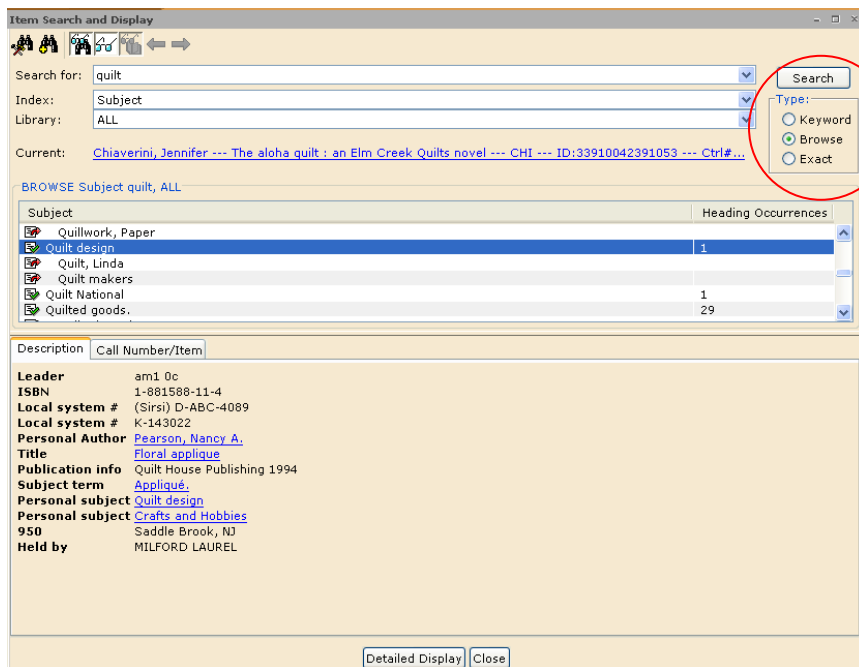 Item Search and Display
Search for: quilt
Search
Index: Subject
Type:
Library: ALL
Keyword
Browse
Current: Chiaverini, Jennifer --- The aloha quilt : an Elm Creek Quilts novel --- CHI --- ID:33910042391053 --- Ctrl#...
Exact
BROWSE Subject quilt, ALL
Subject Heading Occurrences
Quillwork, Paper
Quilt design 1
Quilt, Linda
Quilt makers
Quilt National 1
Quilted goods. 29
Description Call Number/Item
Leader am1 0c
ISBN 1-881588-11-4
Local system # (Sirsi) D-ABC-4089
Local system # K-143022
Personal Author Pearson, Nancy A.
Title Floral applique
Publication info Quilt House Publishing 1994
Subject term Appliqué.
Personal subject Quilt design
Personal subject Crafts and Hobbies
950 Saddle Brook, NJ
Held by MILFORD LAUREL
Detailed Display Close